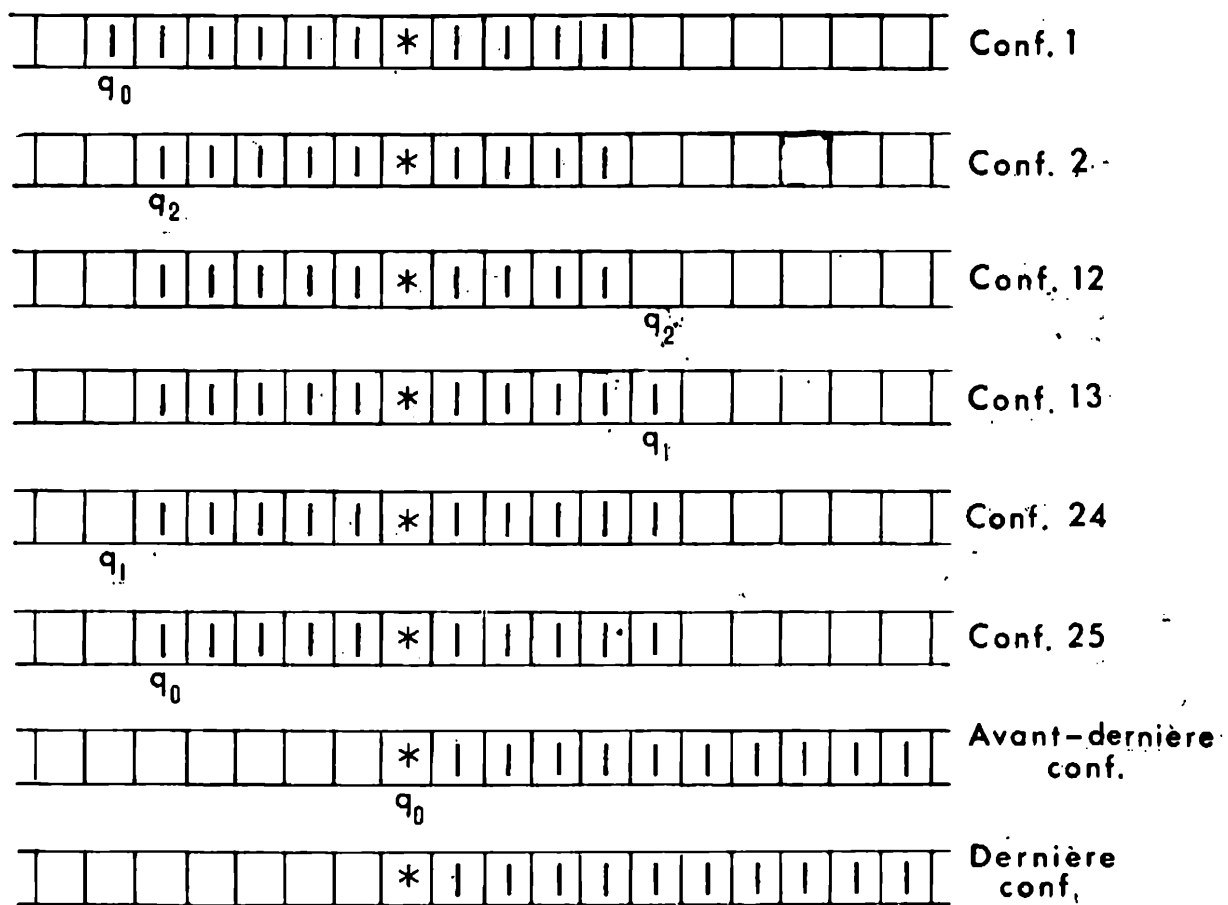 | | | | | | * | | | | Conf. 1
q0
| | | | | * | | | | Conf. 2
q2
| | | | | * | | | | Conf. 12
q2
| | | | | * | | | | | Conf. 13
q1
| | | | | * | | | | | Conf. 24
q1
| | | | | * | | | | | Conf. 25
q0
* | | | | | | | | | | Avant-dernière
conf.
q0
* | | | | | | | | | | Dernière
conf.